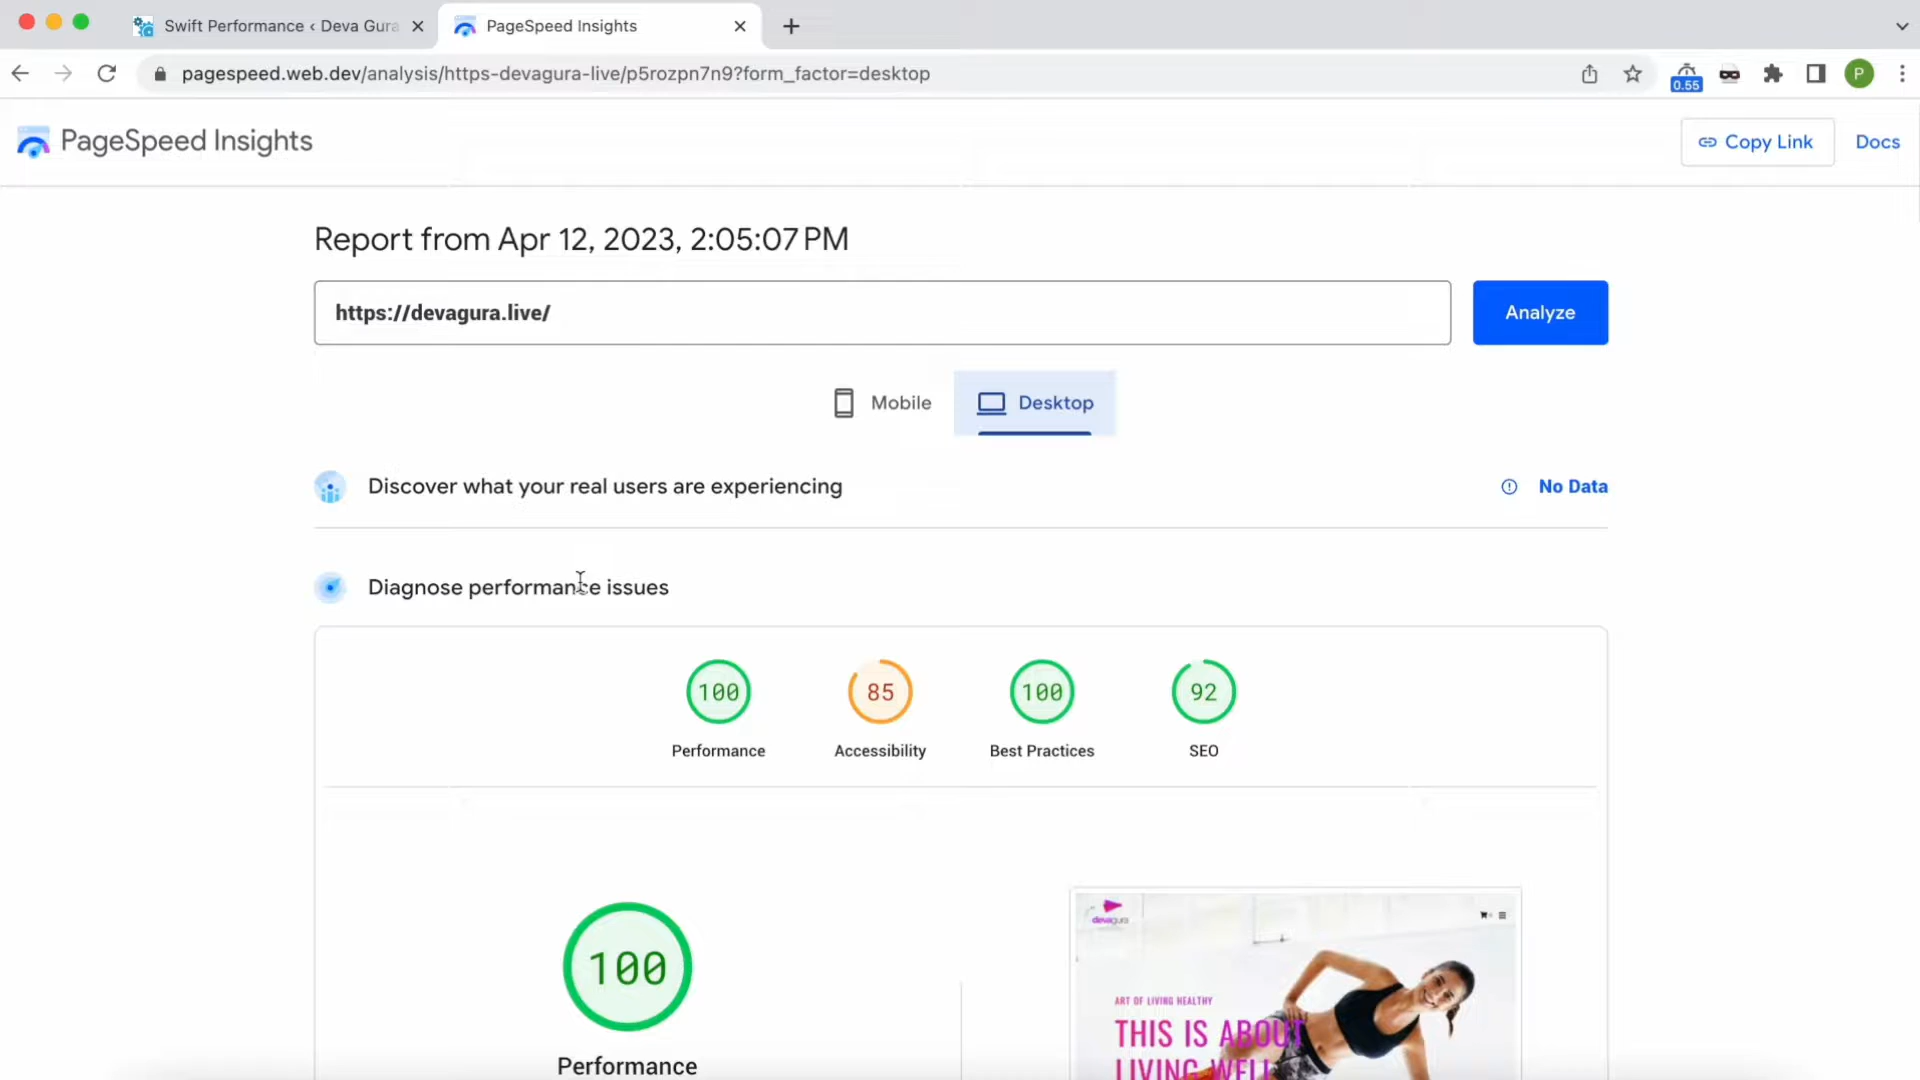 Swift Performance ‹ Deva Gura
PageSpeed Insights
pagespeed.web.dev/analysis/https-devagura-live/p5rozpn7n9?form_factor=desktop
0.55
P
PageSpeed Insights
Copy Link
Docs
Report from Apr 12, 2023, 2:05:07 PM
https://devagura.live/
Analyze
Mobile
Desktop
Discover what your real users are experiencing
No Data
Diagnose performance issues
100
85
100
92
Performance
Accessibility
Best Practices
SEO
100
Performance
devagura
ART OF LIVING HEALTHY
THIS IS ABOUT
LIVING WELL